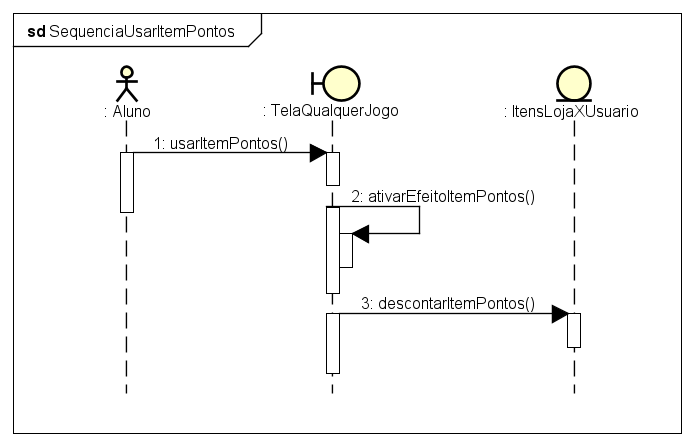 sd SequenciaUsarItemPontos
: Aluno
: TelaQualquerJogo
: ItensLojaXUsuario
1: usarItemPontos()
2: ativarEfeitoItemPontos()
3: descontarItemPontos()